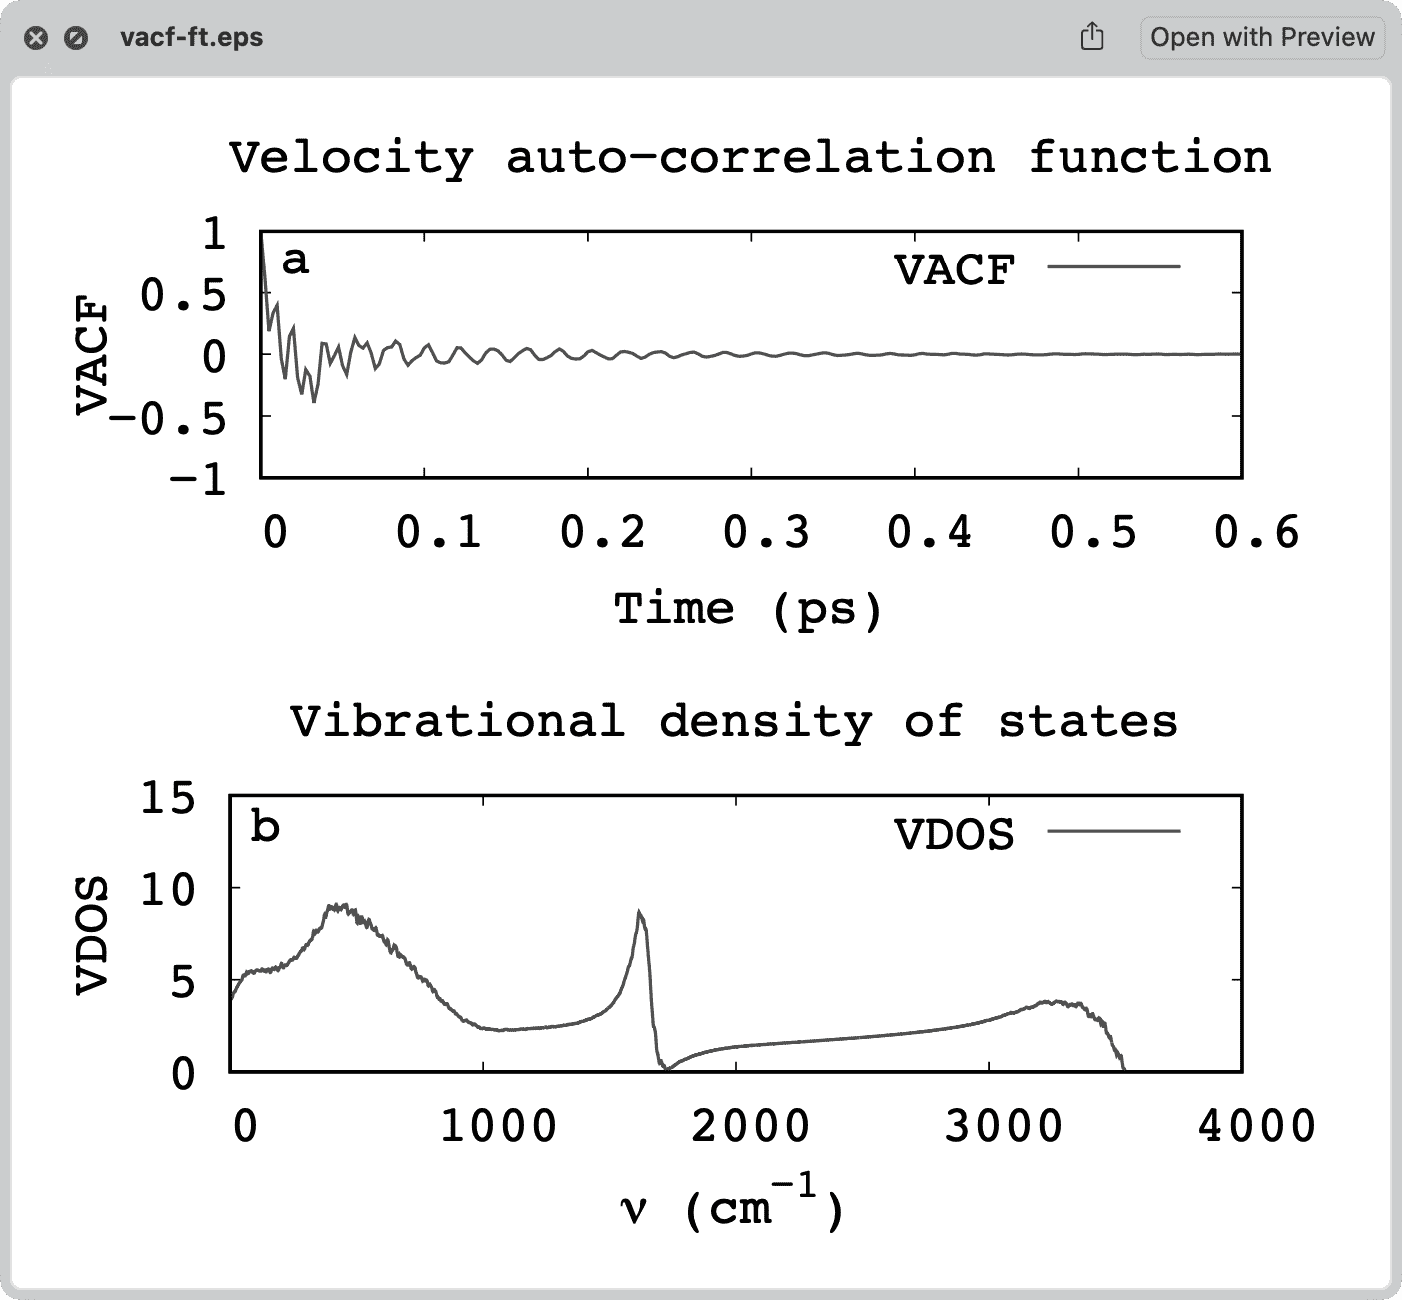 vacf-ft.eps
Open with Preview
Velocity auto-correlation function
a
VACF
1
0.5
0
-0.5
-1
VACF
0 0.1 0.2 0.3 0.4 0.5 0.6
Time (ps)
Vibrational density of states
b
VDOS
15
10
5
0
VDOS
0 1000 2000 3000 4000
ν (cm⁻¹)